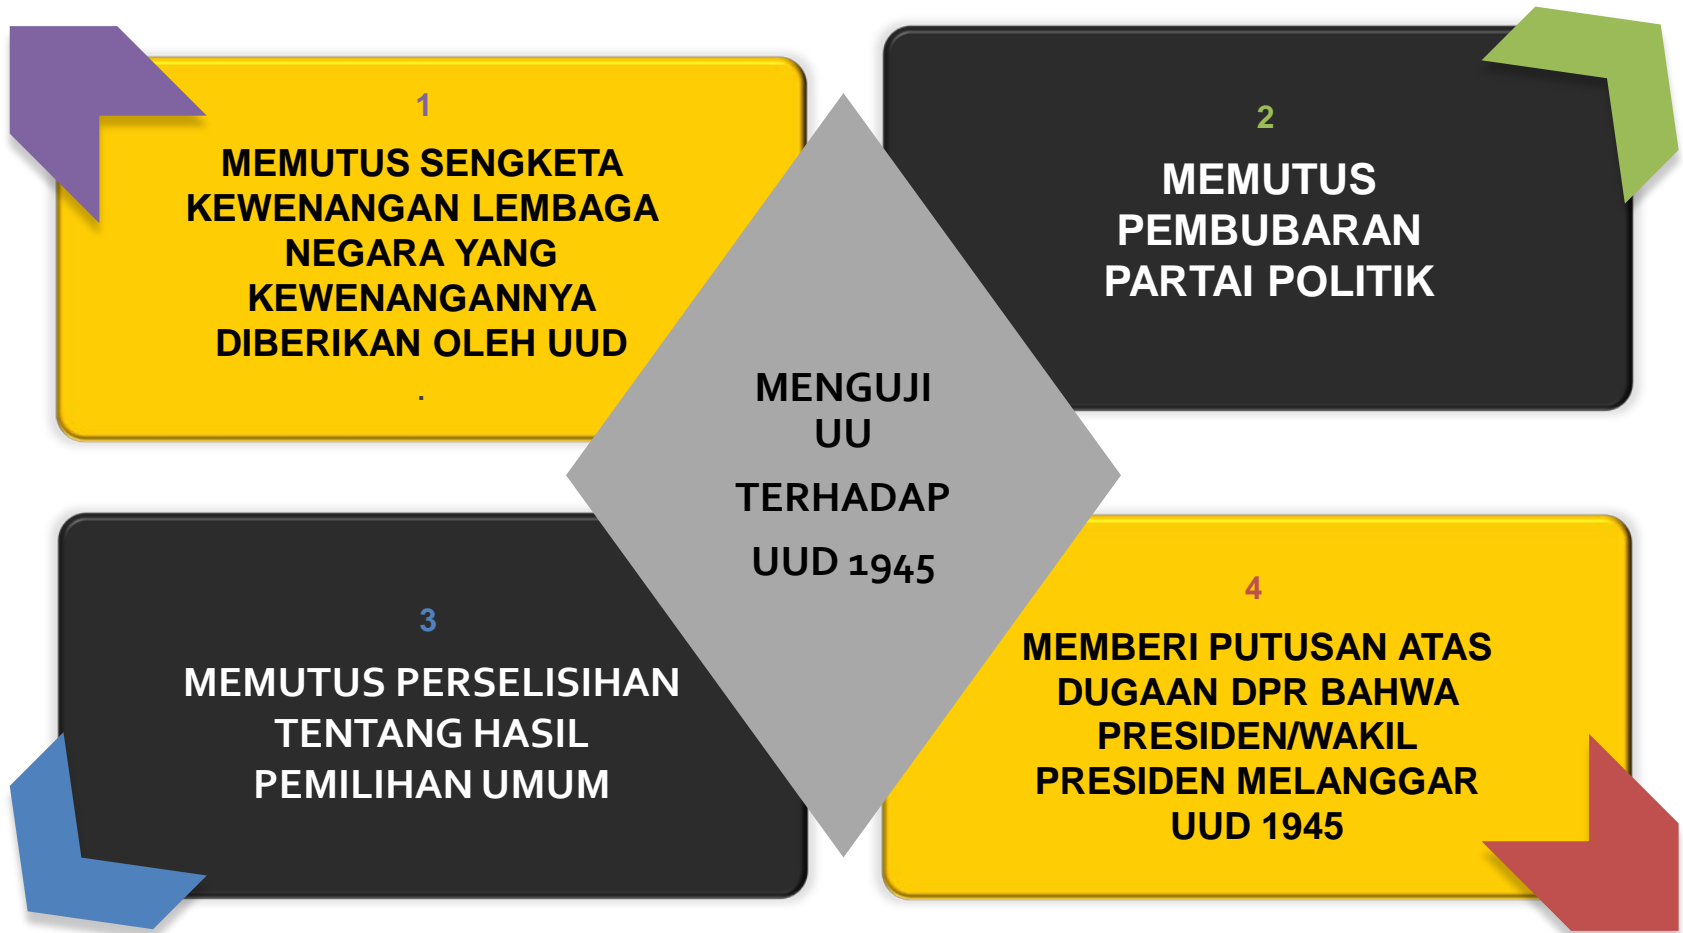 1
MEMUTUS SENGKETA
KEWENANGAN LEMBAGA
NEGARA YANG
KEWENANGANNYA
DIBERIKAN OLEH UUD
.
2
MEMUTUS
PEMBUBARAN
PARTAI POLITIK
MENGUJI
UU
TERHADAP
UUD 1945
3
MEMUTUS PERSELISIHAN
TENTANG HASIL
PEMILIHAN UMUM
4
MEMBERI PUTUSAN ATAS
DUGAAN DPR BAHWA
PRESIDEN/WAKIL
PRESIDEN MELANGGAR
UUD 1945